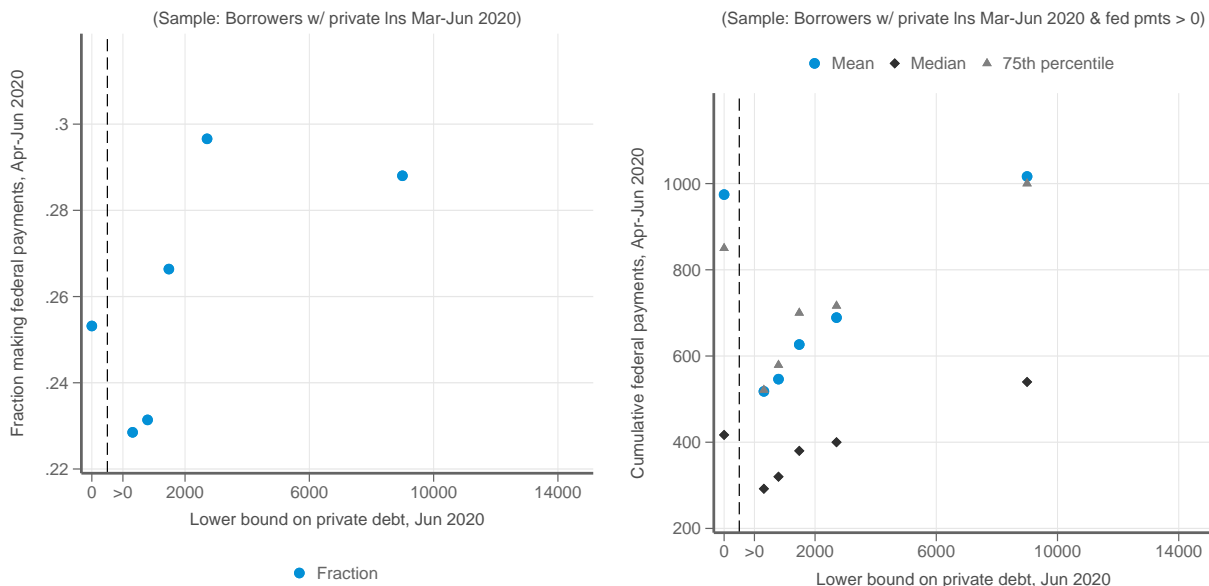 (Sample: Borrowers w/ private lns Mar-Jun 2020)
Fraction making federal payments, Apr-Jun 2020
.3
.28
.26
.24
.22
0 >0 2000 6000 10000 14000
Lower bound on private debt, Jun 2020
Fraction
(Sample: Borrowers w/ private lns Mar-Jun 2020 & fed pmts > 0)
Mean Median 75th percentile
Cumulative federal payments, Apr-Jun 2020
1000
800
600
400
200
0 >0 2000 6000 10000 14000
Lower bound on private debt, Jun 2020